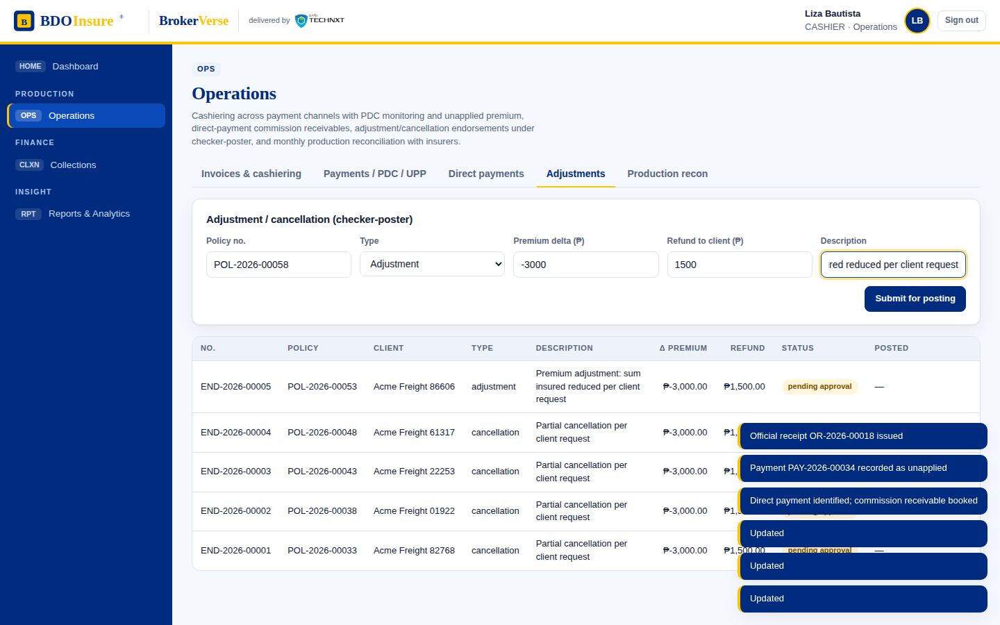 B BDOInsure ® BrokerVerse delivered by TECHNXT
Liza Bautista
CASHIER · Operations
LB
Sign out
HOME Dashboard
PRODUCTION
OPS Operations
FINANCE
CLXN Collections
INSIGHT
RPT Reports & Analytics
OPS
Operations
Cashiering across payment channels with PDC monitoring and unapplied premium,
direct-payment commission receivables, adjustment/cancellation endorsements under
checker-poster, and monthly production reconciliation with insurers.
Invoices & cashiering Payments / PDC / UPP Direct payments Adjustments Production recon
Adjustment / cancellation (checker-poster)
Policy no. Type Premium delta (₱) Refund to client (₱) Description
POL-2026-00058 Adjustment -3000 1500 red reduced per client request
Submit for posting
NO. POLICY CLIENT TYPE DESCRIPTION Δ PREMIUM REFUND STATUS POSTED
END-2026-00005 POL-2026-00053 Acme Freight 86606 adjustment Premium adjustment: sum
insured reduced per client
request ₱-3,000.00 ₱1,500.00 pending approval —
END-2026-00004 POL-2026-00048 Acme Freight 61317 cancellation Partial cancellation per
client request ₱-3,000.00 ₱1,
END-2026-00003 POL-2026-00043 Acme Freight 22253 cancellation Partial cancellation per
client request ₱-3,000.00 ₱1,
END-2026-00002 POL-2026-00038 Acme Freight 01922 cancellation Partial cancellation per
client request ₱-3,000.00 ₱1,
END-2026-00001 POL-2026-00033 Acme Freight 82768 cancellation Partial cancellation per
client request ₱-3,000.00 ₱1,500.00 pending approval —
Official receipt OR-2026-00018 issued
Payment PAY-2026-00034 recorded as unapplied
Direct payment identified; commission receivable booked
Updated
Updated
Updated